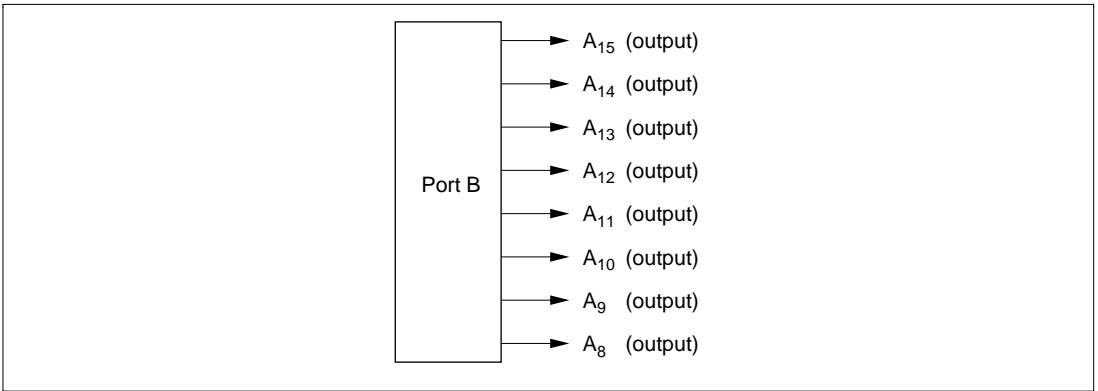 A15 (output)
A14 (output)
A13 (output)
A12 (output)
Port B
A11 (output)
A10 (output)
A9 (output)
A8 (output)